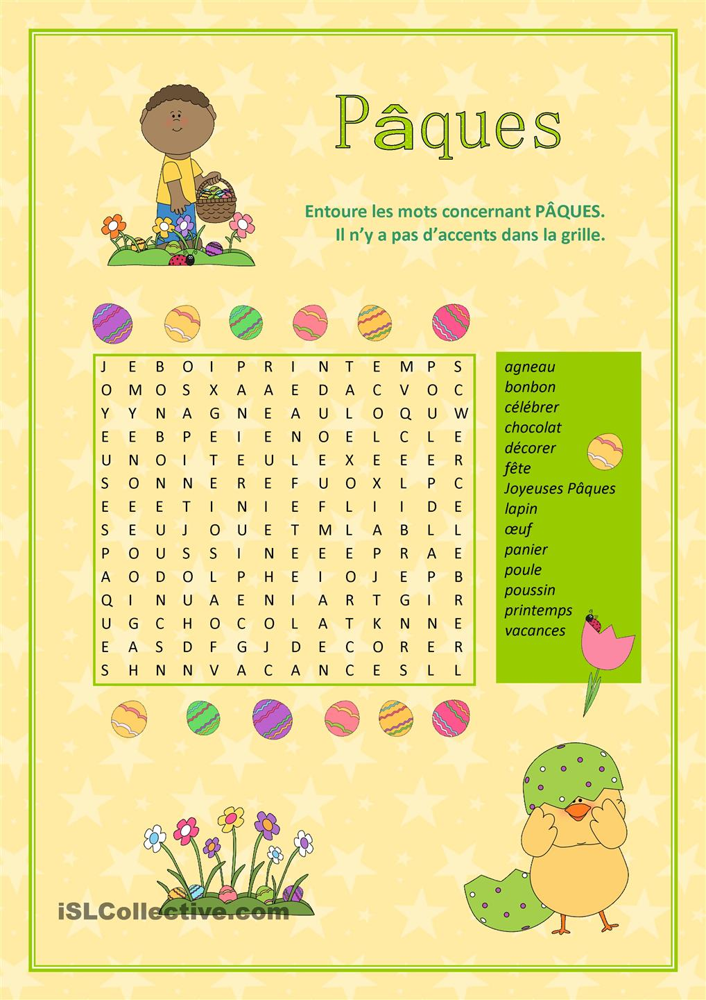 Pâques
Entoure les mots concernant PÂQUES.
Il n’y a pas d’accents dans la grille.
J E B O I P R I N T E M P S
O M O S X A A E D A C V O C
Y Y N A G N E A U L O Q U W
E E B P E I E N O E L C L E
U N O I T E U L E X E E E R
S O N N E R E F U O X L P C
E E E T I N I E F L I I D E
S E U J O U E T M L A B L L
P O U S S I N E E E P R A E
A O D O L P H E I O J E P B
Q I N U A E N I A R T G I R
U G C H O C O L A T K N N E
E A S D F G J D E C O R E R
S H N N V A C A N C E S L L
agneau
bonbon
célébrer
chocolat
décorer
fête
Joyeuses Pâques
lapin
œuf
panier
poule
poussin
printemps
vacances
iSLCollective.com